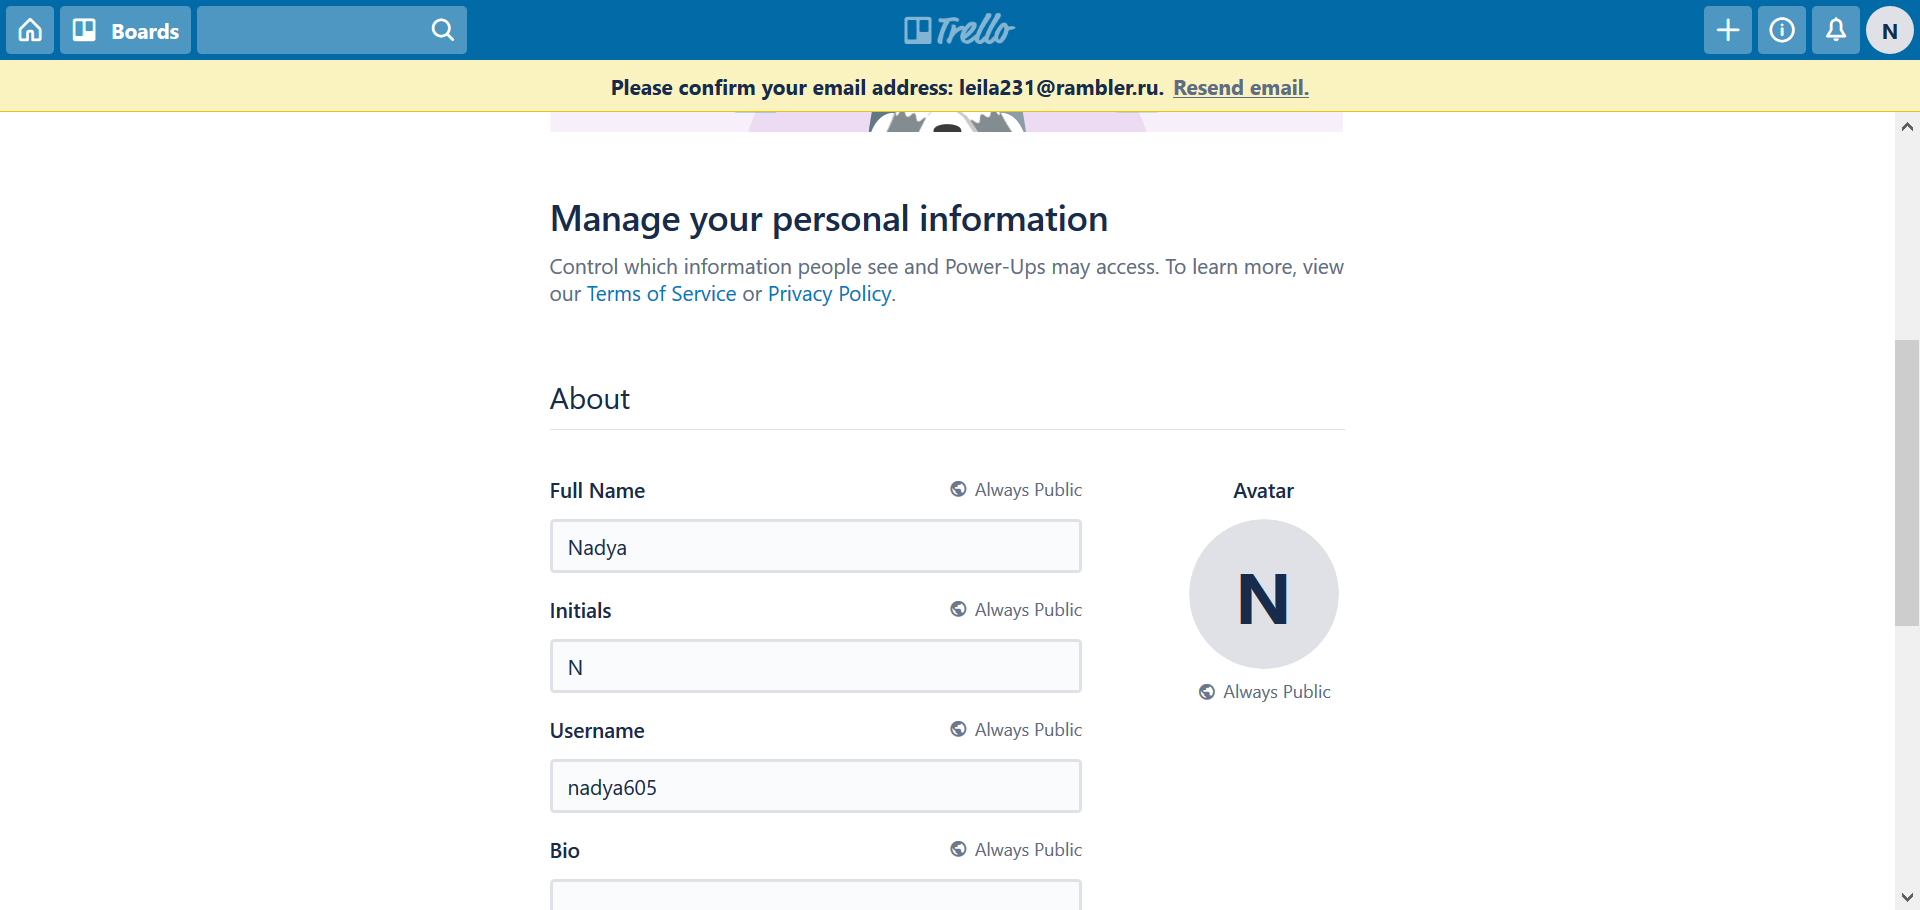 Boards
Trello
N
Please confirm your email address: leila231@rambler.ru. Resend email.
Manage your personal information
Control which information people see and Power-Ups may access. To learn more, view
our Terms of Service or Privacy Policy.
About
Full Name
Always Public
Nadya
Initials
Always Public
N
Username
Always Public
nadya605
Bio
Always Public
Avatar
N
Always Public